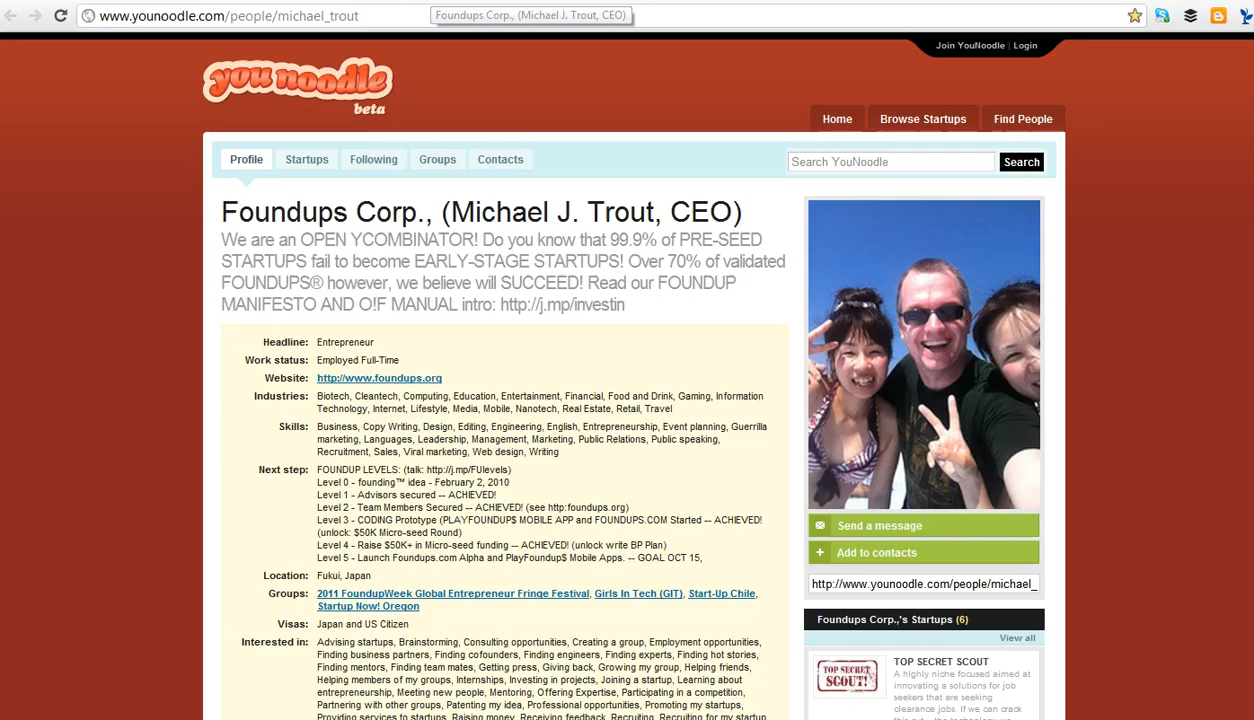 www.younoodle.com/people/michael_trout
Foundups Corp., (Michael J. Trout, CEO)
Join YouNoodle | Login
you noodle
beta
Home
Browse Startups
Find People
Profile
Startups
Following
Groups
Contacts
Search YouNoodle
Search
Foundups Corp., (Michael J. Trout, CEO)
We are an OPEN YCOMBINATOR! Do you know that 99.9% of PRE-SEED
STARTUPS fail to become EARLY-STAGE STARTUPS! Over 70% of validated
FOUNDUPS® however, we believe will SUCCEED! Read our FOUNDUP
MANIFESTO AND O!F MANUAL intro: http://j.mp/investin
Headline: Entrepreneur
Work status: Employed Full-Time
Website: http://www.foundups.org
Industries: Biotech, Cleantech, Computing, Education, Entertainment, Financial, Food and Drink, Gaming, Information
Technology, Internet, Lifestyle, Media, Mobile, Nanotech, Real Estate, Retail, Travel
Skills: Business, Copy Writing, Design, Editing, Engineering, English, Entrepreneurship, Event planning, Guerrilla
marketing, Languages, Leadership, Management, Marketing, Public Relations, Public speaking,
Recruitment, Sales, Viral marketing, Web design, Writing
Next step: FOUNDUP LEVELS: (talk: http://j.mp/FUlevels)
Level 0 - founding™ idea - February 2, 2010
Level 1 - Advisors secured -- ACHIEVED!
Level 2 - Team Members Secured -- ACHIEVED! (see http:foundups.org)
Level 3 - CODING Prototype (PLAYFOUNDUP$ MOBILE APP and FOUNDUPS.COM Started -- ACHIEVED!
(unlock: $50K Micro-seed Round)
Level 4 - Raise $50K+ in Micro-seed funding -- ACHIEVED! (unlock write BP Plan)
Level 5 - Launch Foundups.com Alpha and PlayFoundup$ Mobile Apps. -- GOAL OCT 15,
Location: Fukui, Japan
Groups: 2011 FoundupWeek Global Entrepreneur Fringe Festival, Girls In Tech (GIT), Start-Up Chile,
Startup Now! Oregon
Visas: Japan and US Citizen
Interested in: Advising startups, Brainstorming, Consulting opportunities, Creating a group, Employment opportunities,
Finding business partners, Finding cofounders, Finding engineers, Finding experts, Finding hot stories,
Finding mentors, Finding team mates, Getting press, Giving back, Growing my group, Helping friends,
Helping members of my groups, Internships, Investing in projects, Joining a startup, Learning about
entrepreneurship, Meeting new people, Mentoring, Offering Expertise, Participating in a competition,
Partnering with other groups, Patenting my idea, Professional opportunities, Promoting my startups,
Providing services to startups, Raising money, Receiving feedback, Recruiting, Recruiting for my startup
Send a message
Add to contacts
http://www.younoodle.com/people/michael_
Foundups Corp.,'s Startups (6)
View all
TOP SECRET
SCOUT!
TOP SECRET SCOUT
A highly niche focused aimed at
innovating a solutions for job
seekers that are seeking
clearance jobs. If we can crack